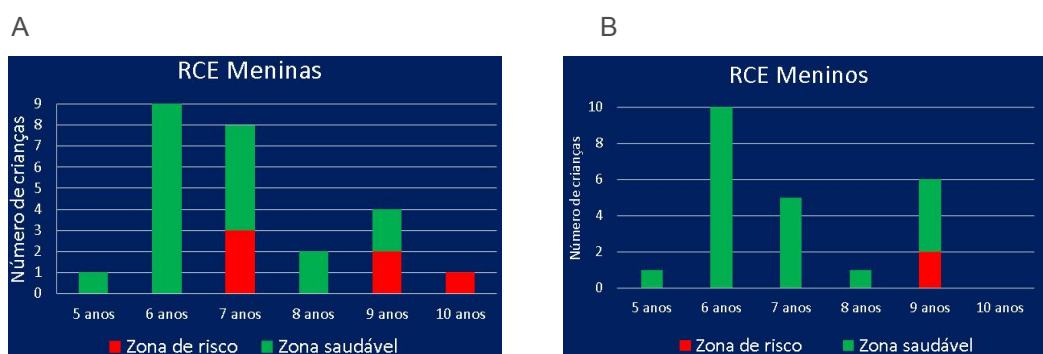 A
B
RCE Meninas
Número de crianças
9
8
7
6
5
4
3
2
1
0
5 anos 6 anos 7 anos 8 anos 9 anos 10 anos
Zona de risco Zona saudável
RCE Meninos
Número de crianças
10
8
6
4
2
0
5 anos 6 anos 7 anos 8 anos 9 anos 10 anos
Zona de risco Zona saudável